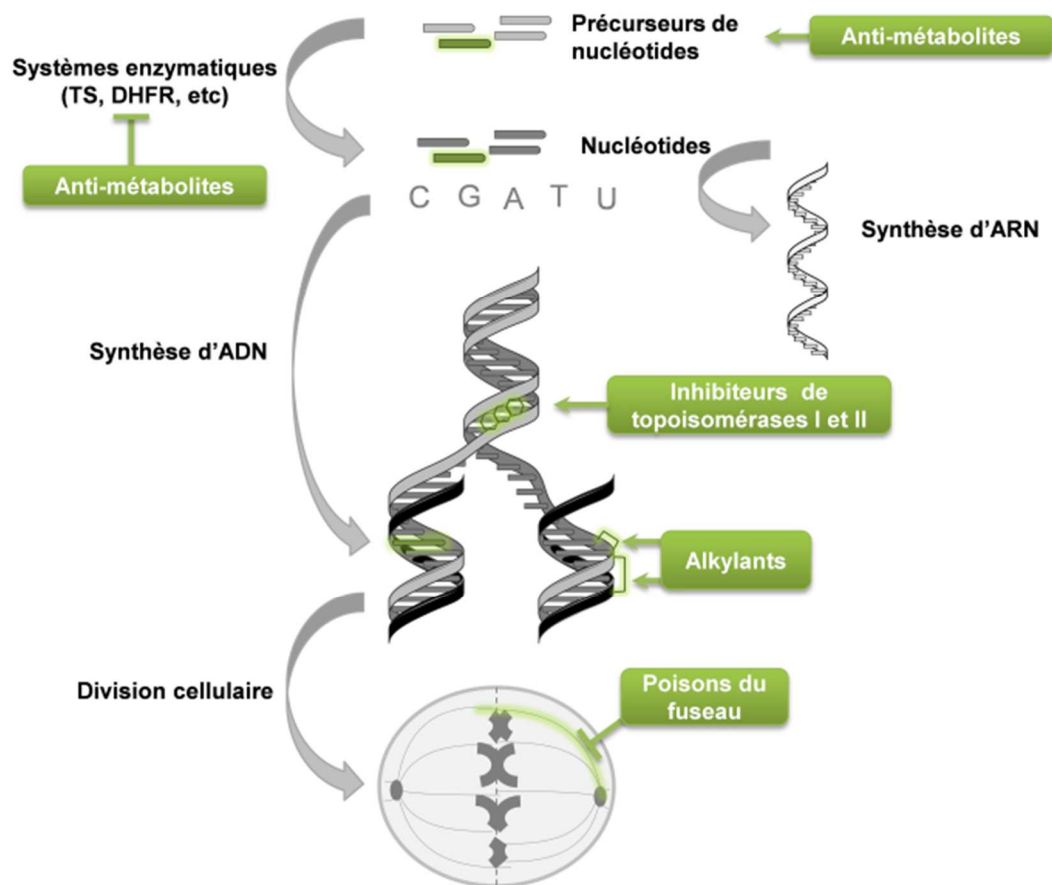 Précurseurs de
nucléotides
Anti-métabolites
Systèmes enzymatiques
(TS, DHFR, etc)
Anti-métabolites
Nucléotides
C G A T U
Synthèse d'ARN
Synthèse d'ADN
Inhibiteurs de
topoisomérases I et II
Alkylants
Division cellulaire
Poisons du
fuseau